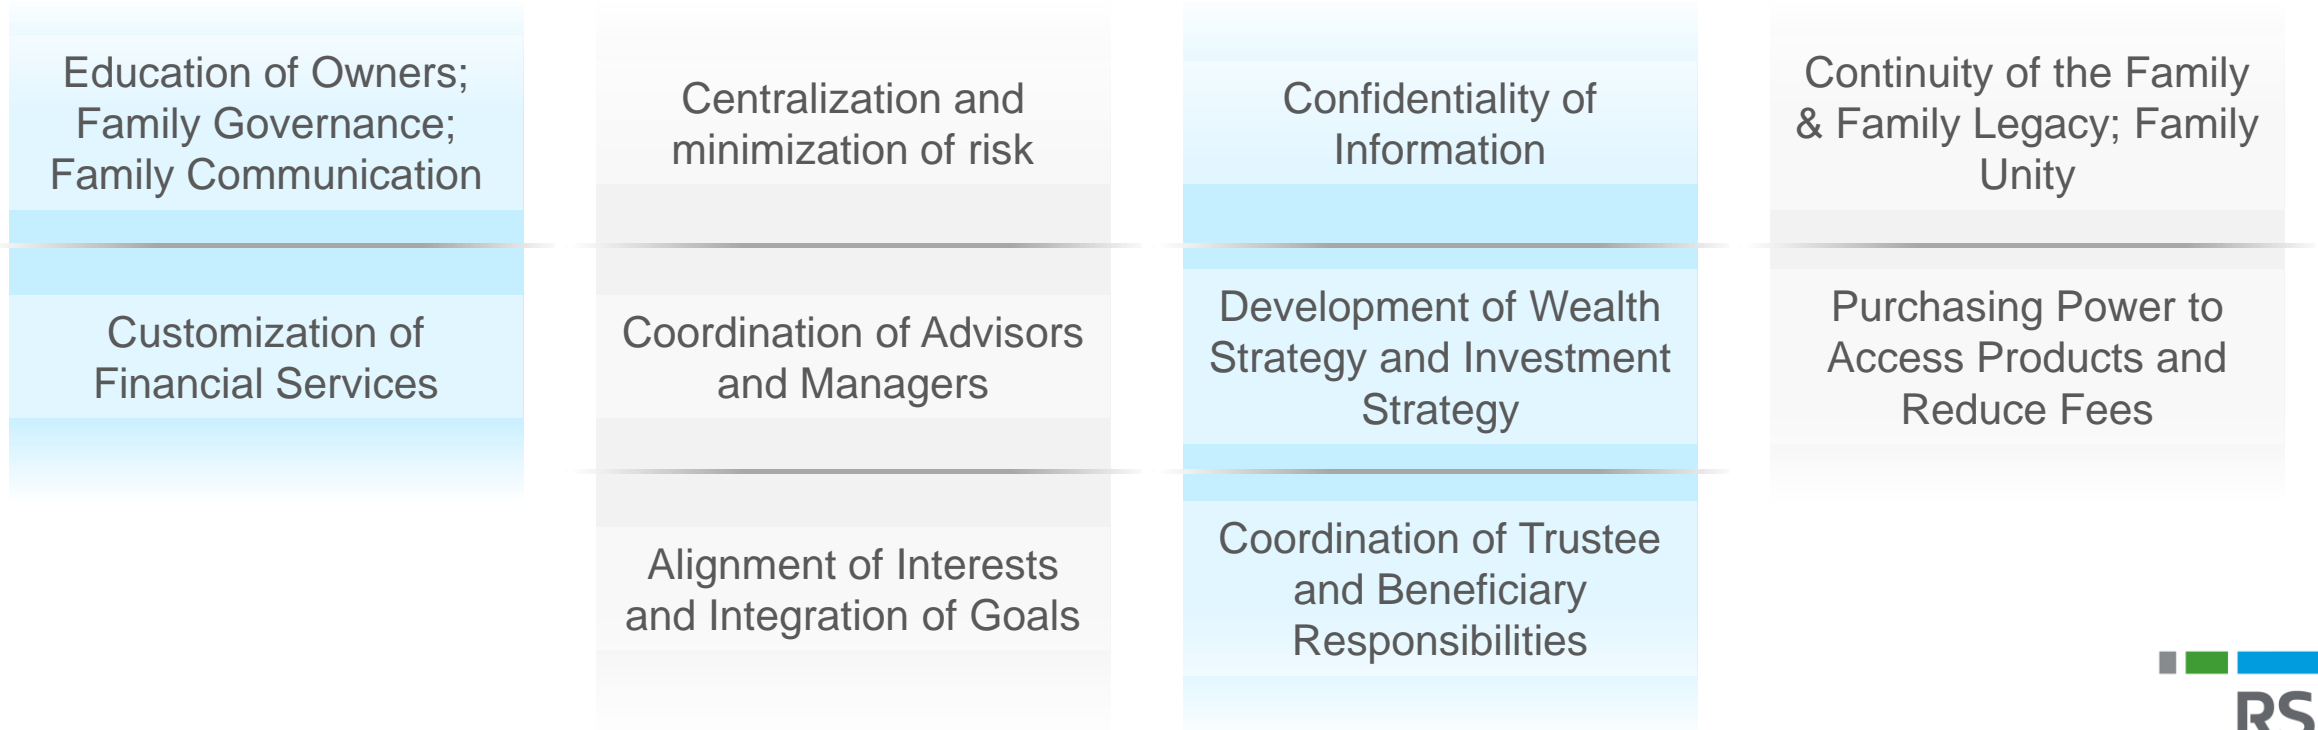 Education of Owners;
Family Governance;
Family Communication
Customization of
Financial Services
Centralization and
minimization of risk
Coordination of Advisors
and Managers
Alignment of Interests
and Integration of Goals
Confidentiality of
Information
Development of Wealth
Strategy and Investment
Strategy
Coordination of Trustee
and Beneficiary
Responsibilities
Continuity of the Family
& Family Legacy; Family
Unity
Purchasing Power to
Access Products and
Reduce Fees
RS